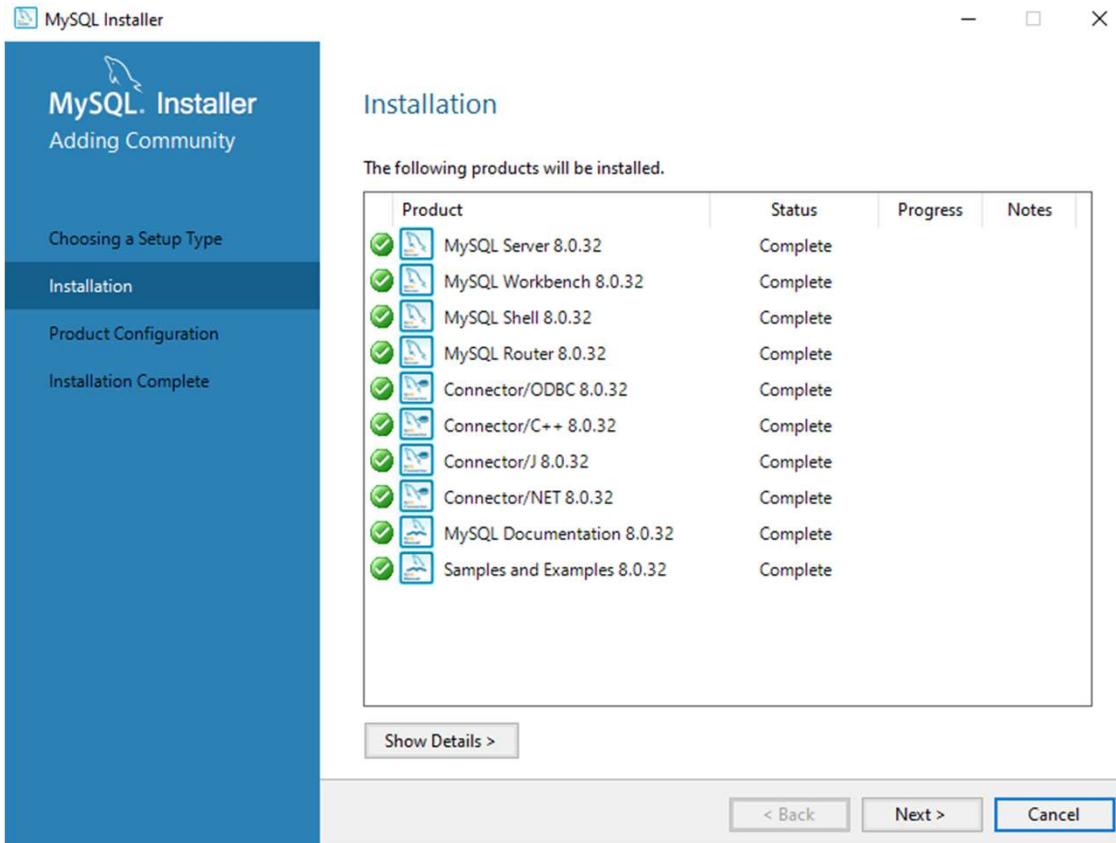 MySQL Installer
MySQL. Installer
Adding Community
Choosing a Setup Type
Installation
Product Configuration
Installation Complete
Installation
The following products will be installed.
Product Status Progress Notes
MySQL Server 8.0.32 Complete
MySQL Workbench 8.0.32 Complete
MySQL Shell 8.0.32 Complete
MySQL Router 8.0.32 Complete
Connector/ODBC 8.0.32 Complete
Connector/C++ 8.0.32 Complete
Connector/J 8.0.32 Complete
Connector/NET 8.0.32 Complete
MySQL Documentation 8.0.32 Complete
Samples and Examples 8.0.32 Complete
Show Details >
< Back Next > Cancel